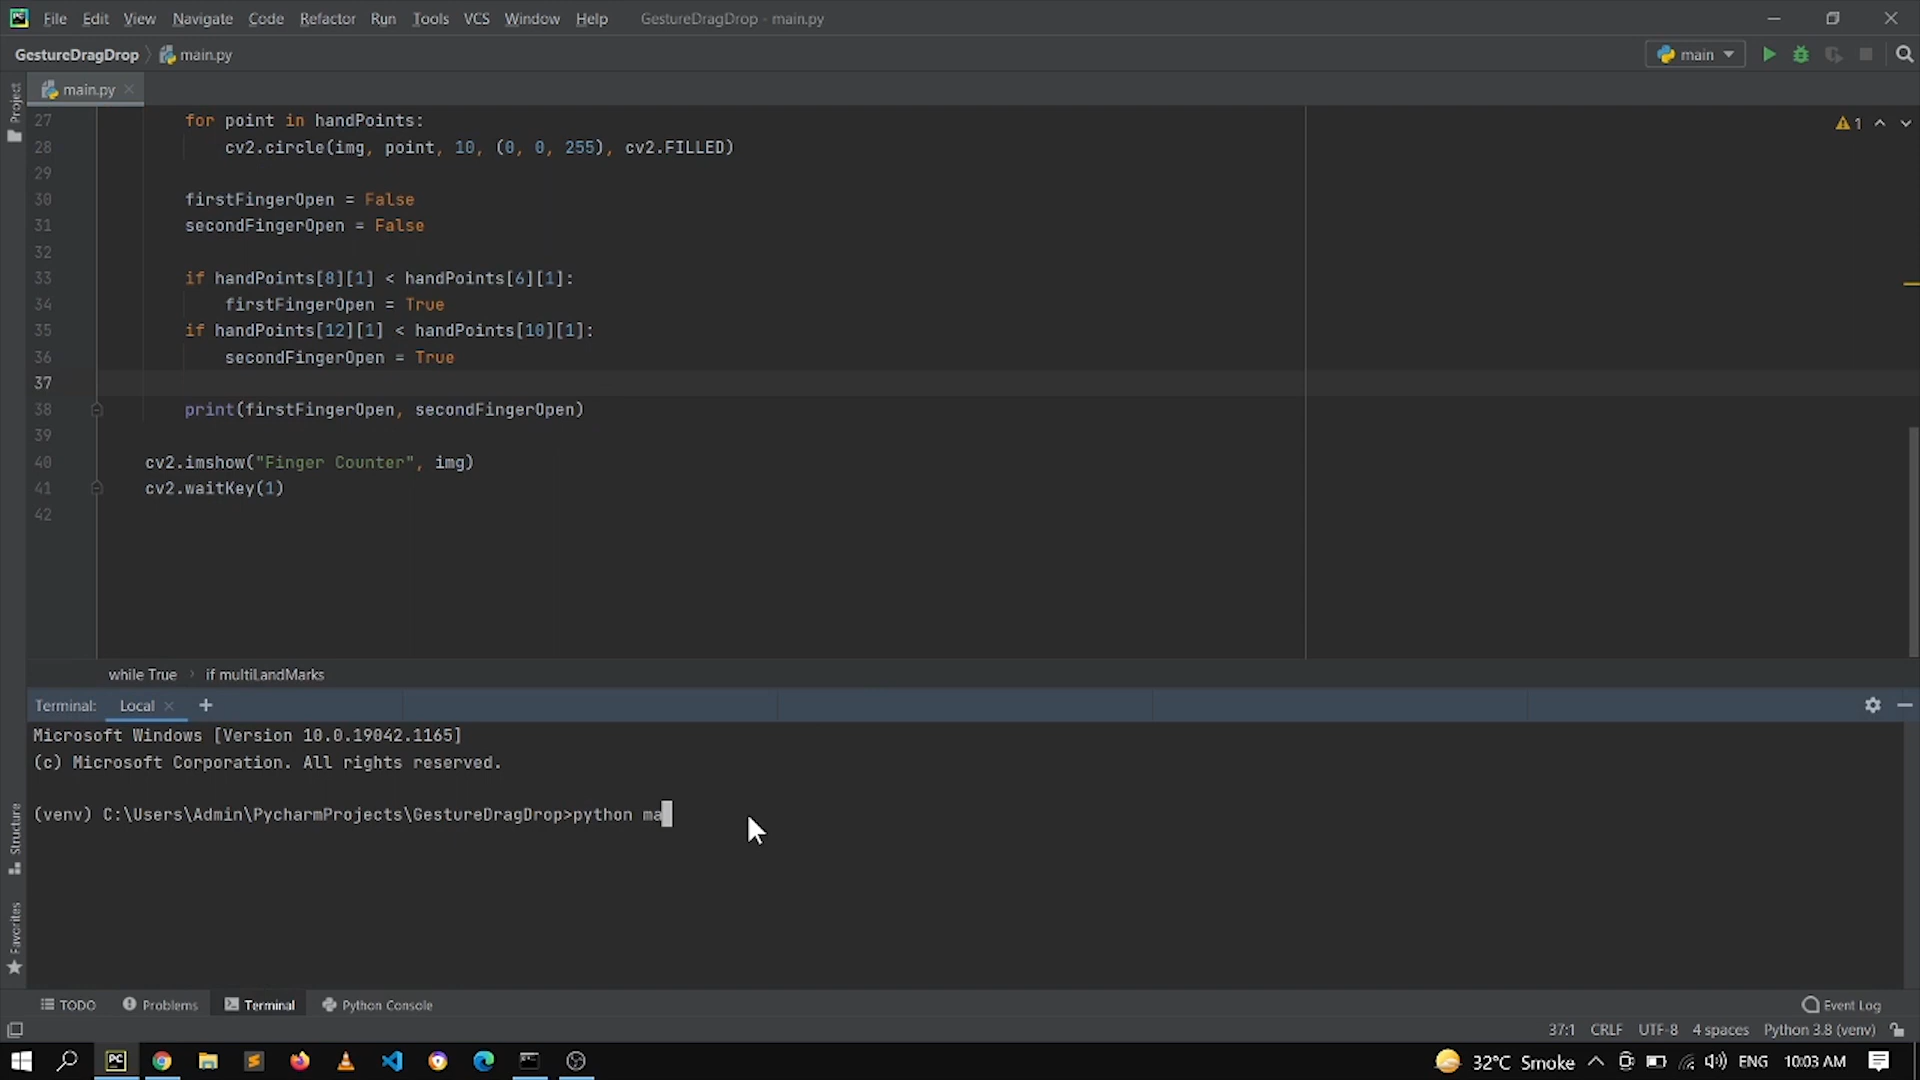 File Edit View Navigate Code Refactor Run Tools VCS Window Help GestureDragDrop - main.py
GestureDragDrop main.py main
Project
main.py
27 for point in handPoints:
1
28 cv2.circle(img, point, 10, (0, 0, 255), cv2.FILLED)
29
30 firstFingerOpen = False
31 secondFingerOpen = False
32
33 if handPoints[8][1] < handPoints[6][1]:
34 firstFingerOpen = True
35 if handPoints[12][1] < handPoints[10][1]:
36 secondFingerOpen = True
37
38 print(firstFingerOpen, secondFingerOpen)
39
40 cv2.imshow("Finger Counter", img)
41 cv2.waitKey(1)
42
while True if multiLandMarks
Terminal: Local +
Microsoft Windows [Version 10.0.19042.1165]
(c) Microsoft Corporation. All rights reserved.
(venv) C:\Users\Admin\PycharmProjects\GestureDragDrop>python ma
Structure
Favorites
TODO Problems Terminal Python Console Event Log
37:1 CRLF UTF-8 4 spaces Python 3.8 (venv)
PC 32°C Smoke ENG 10:03 AM